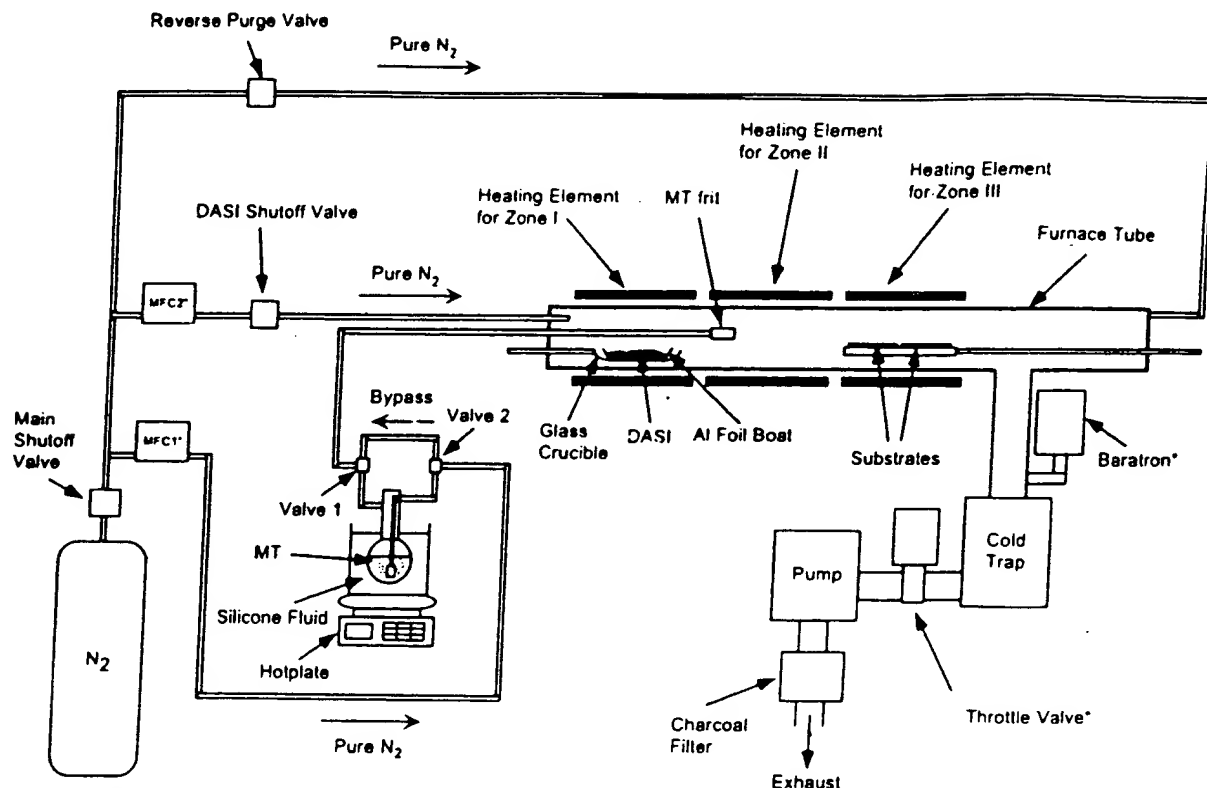 Reverse Purge Valve
Pure N2
Heating Element
for Zone II
Heating Element
for Zone III
Heating Element
for Zone I
MT frit
DASI Shutoff Valve
Furnace Tube
Pure N2
MFC2*
Main
Shutoff
Valve
MFC1*
Bypass
Valve 2
Glass
Crucible
DASI
Al Foil Boat
Substrates
Baratron*
Valve 1
MT
Silicone Fluid
Hotplate
Pump
Cold
Trap
N2
Charcoal
Filter
Throttle Valve*
Pure N2
Exhaust